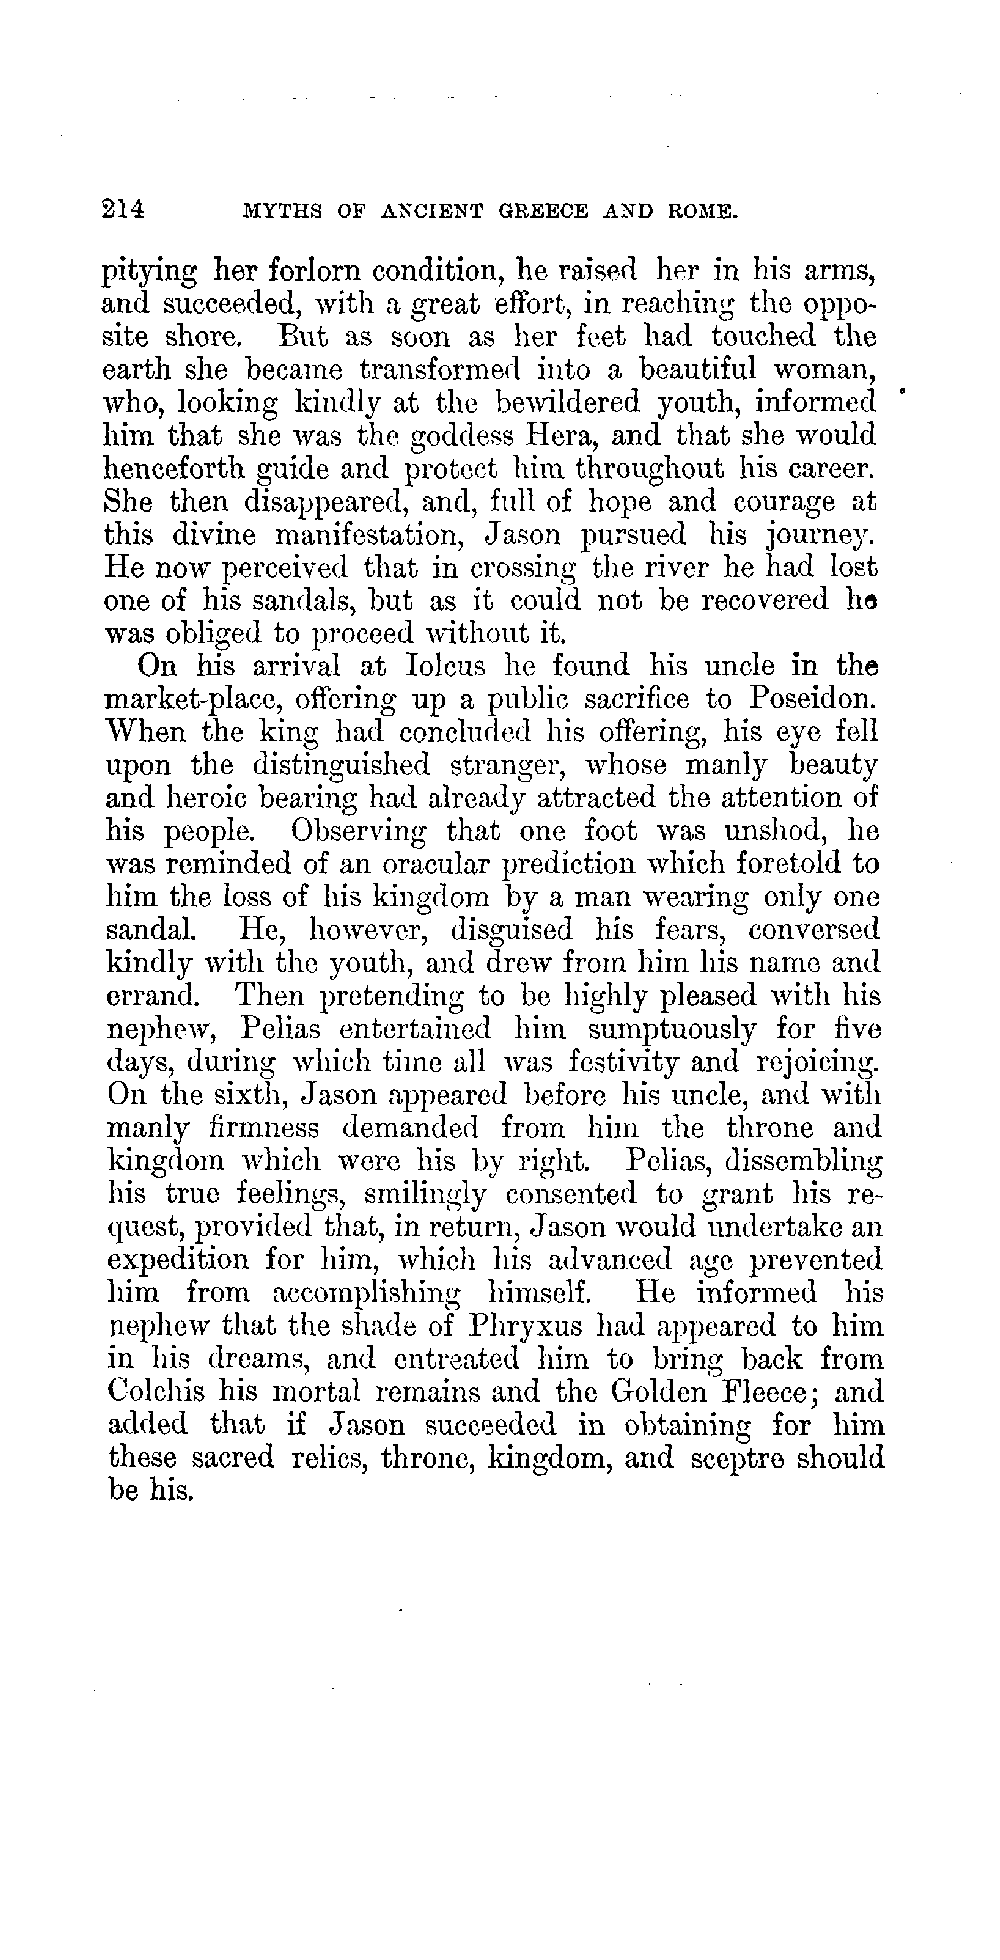 214 MYTHS OF ANCIENT GREECE AND ROME.
pitying her forlorn condition, he raised her in his arms,
and succeeded, with a great effort, in reaching the oppo-
site shore. But as soon as her feet had touched the
earth she became transformed into a beautiful woman,
who, looking kindly at the bewildered youth, informed
him that she was the goddess Hera, and that she would
henceforth guide and protect him throughout his career.
She then disappeared, and, full of hope and courage at
this divine manifestation, Jason pursued his journey.
He now perceived that in crossing the river he had lost
one of his sandals, but as it could not be recovered he
was obliged to proceed without it.
On his arrival at Iolcus he found his uncle in the
market-place, offering up a public sacrifice to Poseidon.
When the king had concluded his offering, his eye fell
upon the distinguished stranger, whose manly beauty
and heroic bearing had already attracted the attention of
his people. Observing that one foot was unshod, he
was reminded of an oracular prediction which foretold to
him the loss of his kingdom by a man wearing only one
sandal. He, however, disguised his fears, conversed
kindly with the youth, and drew from him his name and
errand. Then pretending to be highly pleased with his
nephew, Pelias entertained him sumptuously for five
days, during which time all was festivity and rejoicing.
On the sixth, Jason appeared before his uncle, and with
manly firmness demanded from him the throne and
kingdom which were his by right. Pelias, dissembling
his true feelings, smilingly consented to grant his re-
quest, provided that, in return, Jason would undertake an
expedition for him, which his advanced age prevented
him from accomplishing himself. He informed his
nephew that the shade of Phryxus had appeared to him
in his dreams, and entreated him to bring back from
Colchis his mortal remains and the Golden Fleece; and
added that if Jason succeeded in obtaining for him
these sacred relics, throne, kingdom, and sceptre should
be his.